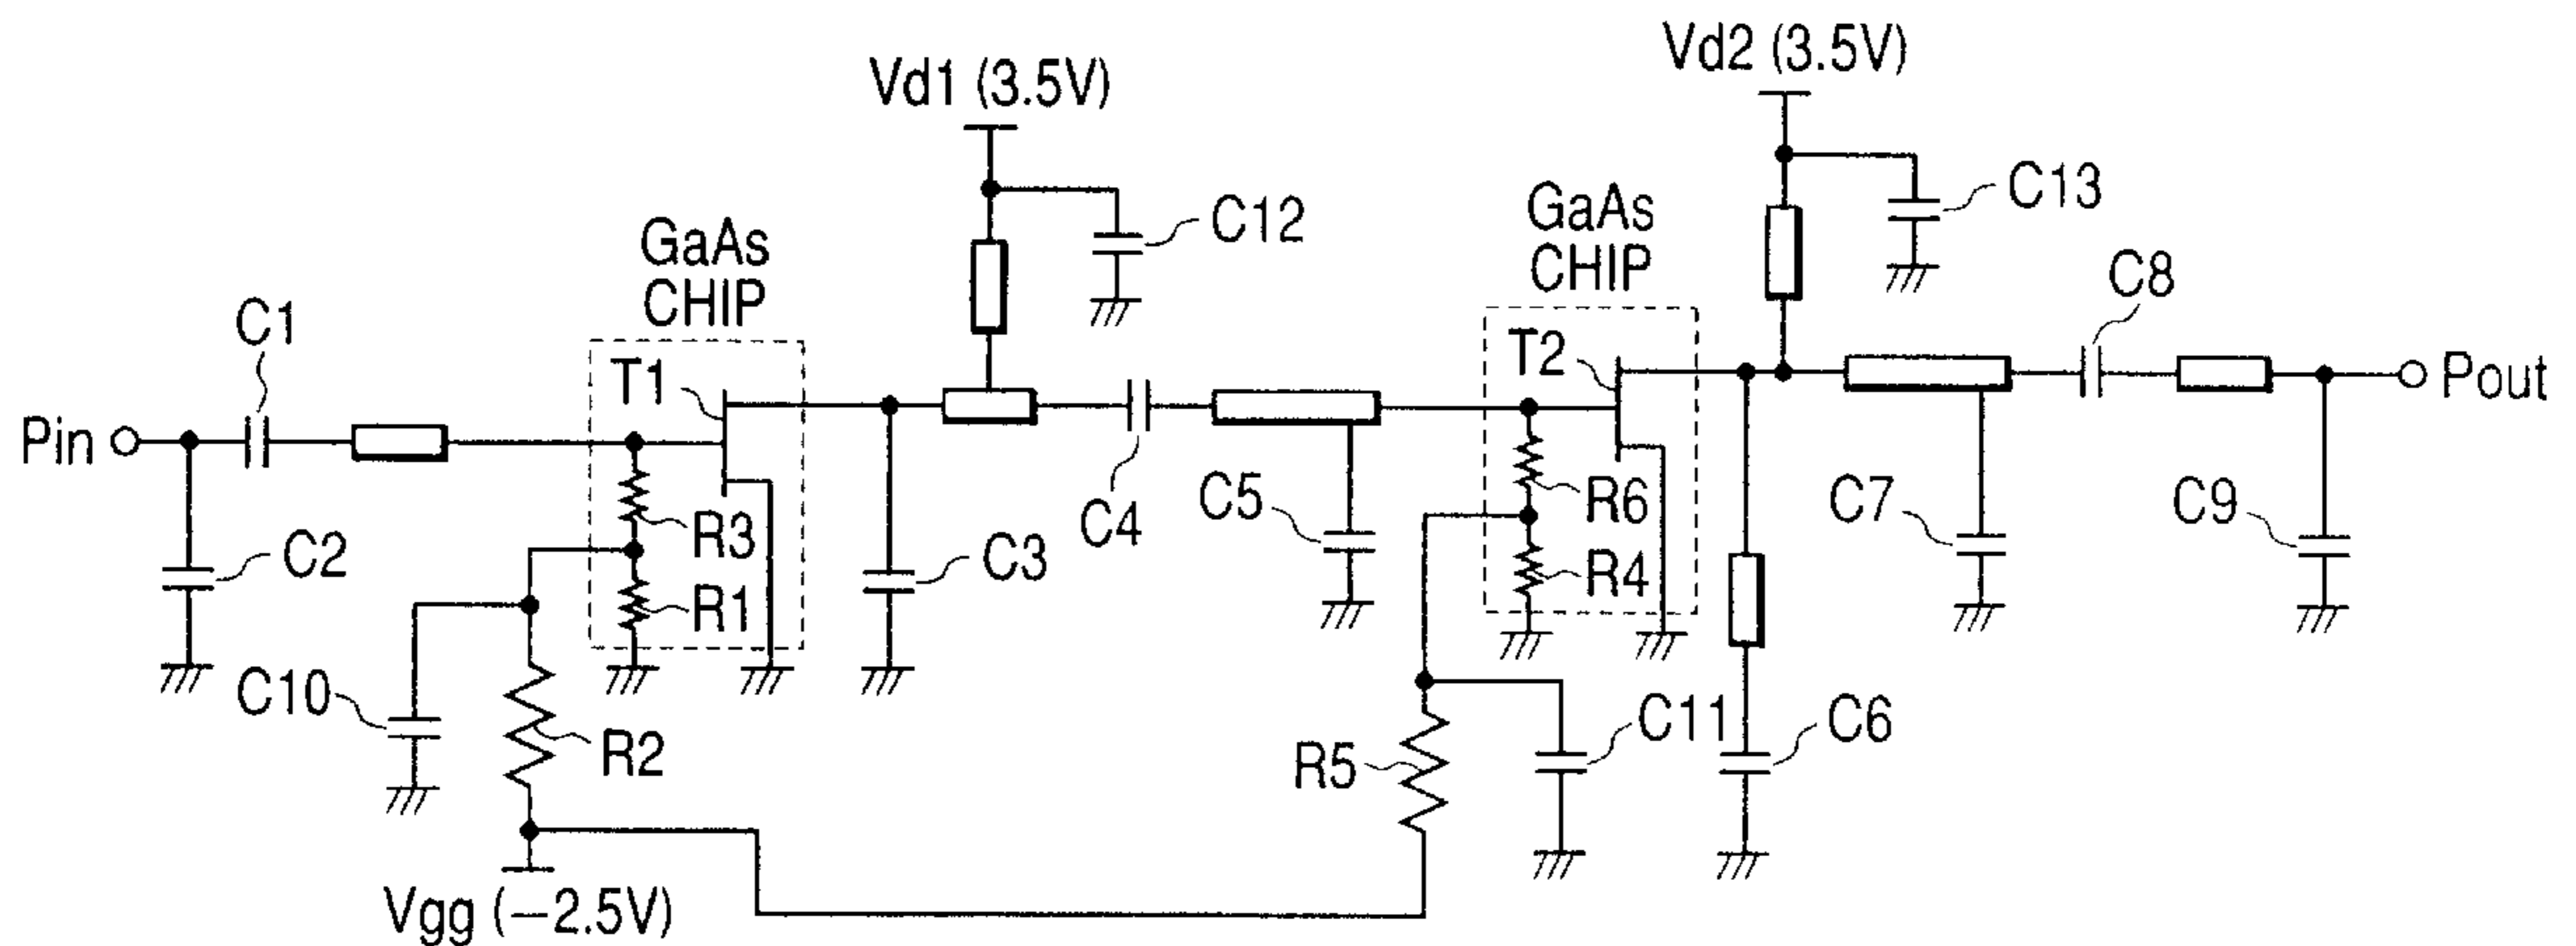 Vd2 (3.5V)
Vd1 (3.5V)
C13
GaAs
CHIP
C12
GaAs
CHIP
C8
C1
T1
T2
Pout
Pin
C2
R3
R1
C3
C4
C5
R6
R4
C7
C9
C10
R2
R5
C11
C6
Vgg (−2.5V)